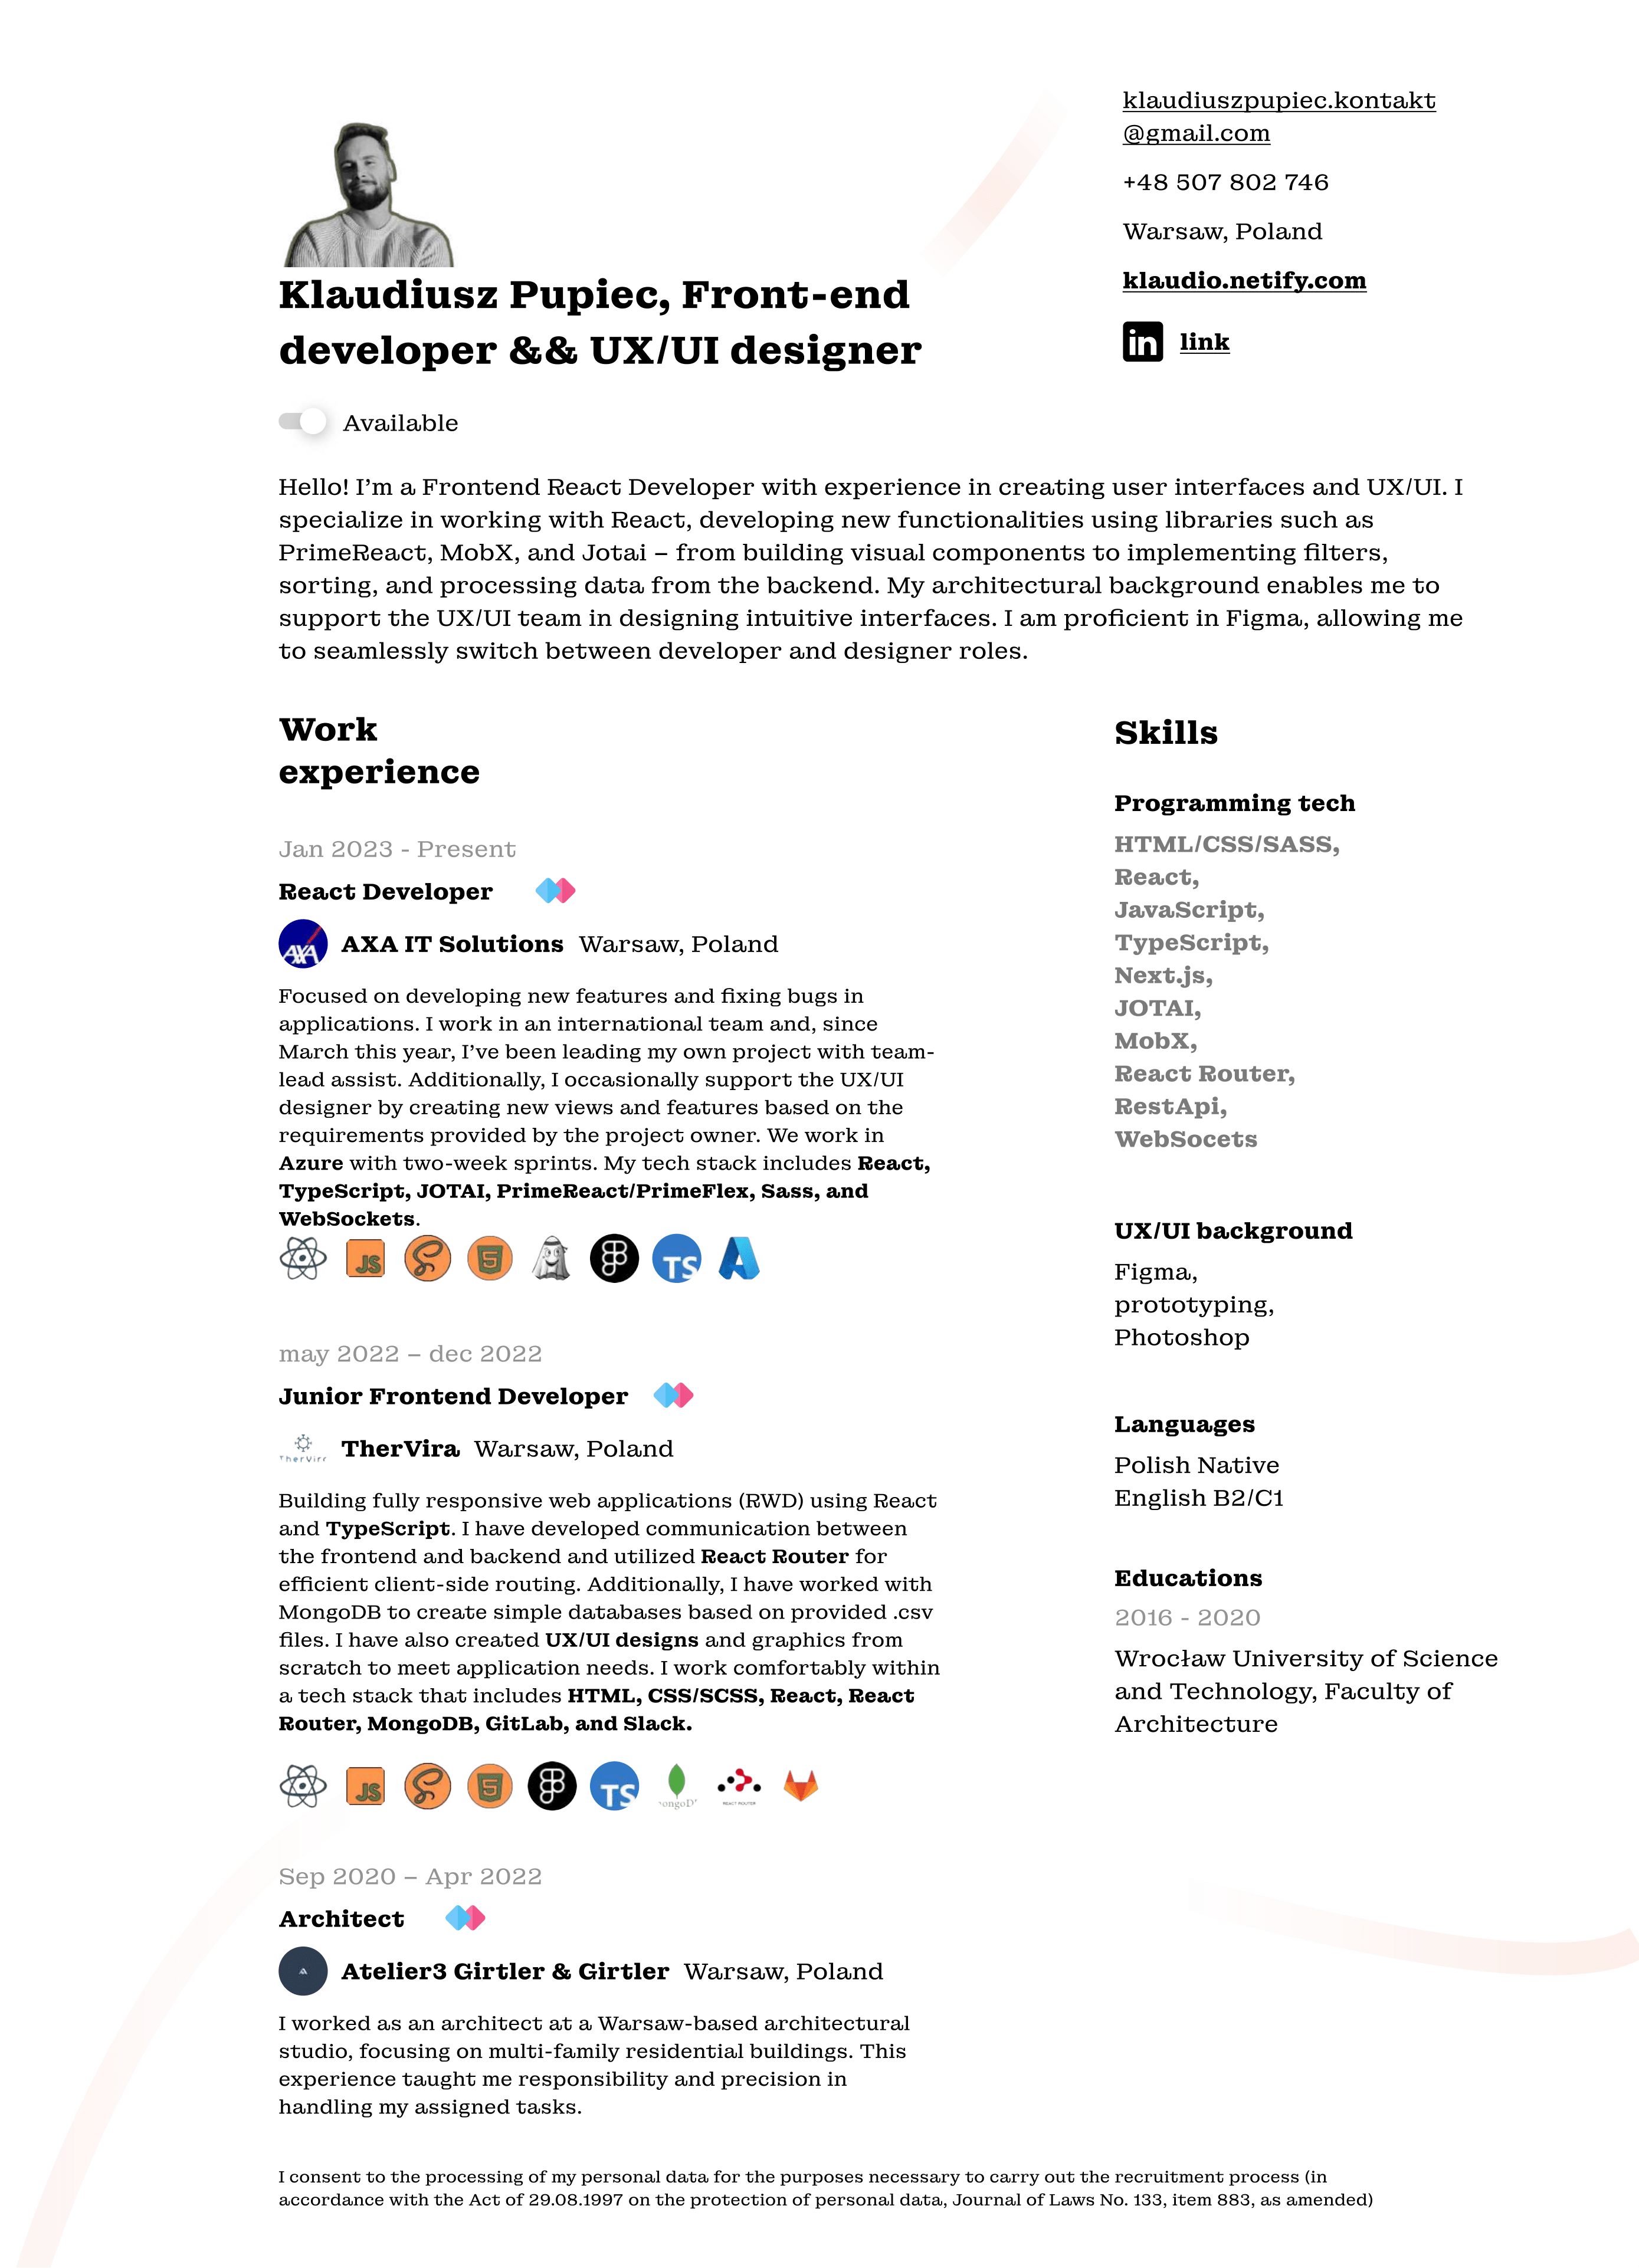 klaudiuszpupiec.kontakt
@gmail.com
+48 507 802 746
Warsaw, Poland
klaudio.netify.com
in link
Klaudiusz Pupiec, Front-end
developer && UX/UI designer
Available
Hello! I’m a Frontend React Developer with experience in creating user interfaces and UX/UI. I
specialize in working with React, developing new functionalities using libraries such as
PrimeReact, MobX, and Jotai – from building visual components to implementing filters,
sorting, and processing data from the backend. My architectural background enables me to
support the UX/UI team in designing intuitive interfaces. I am proficient in Figma, allowing me
to seamlessly switch between developer and designer roles.
Work
experience
Jan 2023 - Present
React Developer
AXA AXA IT Solutions Warsaw, Poland
Focused on developing new features and fixing bugs in
applications. I work in an international team and, since
March this year, I’ve been leading my own project with team-
lead assist. Additionally, I occasionally support the UX/UI
designer by creating new views and features based on the
requirements provided by the project owner. We work in
Azure with two-week sprints. My tech stack includes React,
TypeScript, JOTAI, PrimeReact/PrimeFlex, Sass, and
WebSockets.
JS 5 TS
may 2022 – dec 2022
Junior Frontend Developer
TherVira Warsaw, Poland
Building fully responsive web applications (RWD) using React
and TypeScript. I have developed communication between
the frontend and backend and utilized React Router for
efficient client-side routing. Additionally, I have worked with
MongoDB to create simple databases based on provided .csv
files. I have also created UX/UI designs and graphics from
scratch to meet application needs. I work comfortably within
a tech stack that includes HTML, CSS/SCSS, React, React
Router, MongoDB, GitLab, and Slack.
JS 5 TS ongoD REACT ROUTER
Sep 2020 – Apr 2022
Architect
Atelier3 Girtler & Girtler Warsaw, Poland
I worked as an architect at a Warsaw-based architectural
studio, focusing on multi-family residential buildings. This
experience taught me responsibility and precision in
handling my assigned tasks.
Skills
Programming tech
HTML/CSS/SASS,
React,
JavaScript,
TypeScript,
Next.js,
JOTAI,
MobX,
React Router,
RestApi,
WebSocets
UX/UI background
Figma,
prototyping,
Photoshop
Languages
Polish Native
English B2/C1
Educations
2016 - 2020
Wrocław University of Science
and Technology, Faculty of
Architecture
I consent to the processing of my personal data for the purposes necessary to carry out the recruitment process (in
accordance with the Act of 29.08.1997 on the protection of personal data, Journal of Laws No. 133, item 883, as amended)